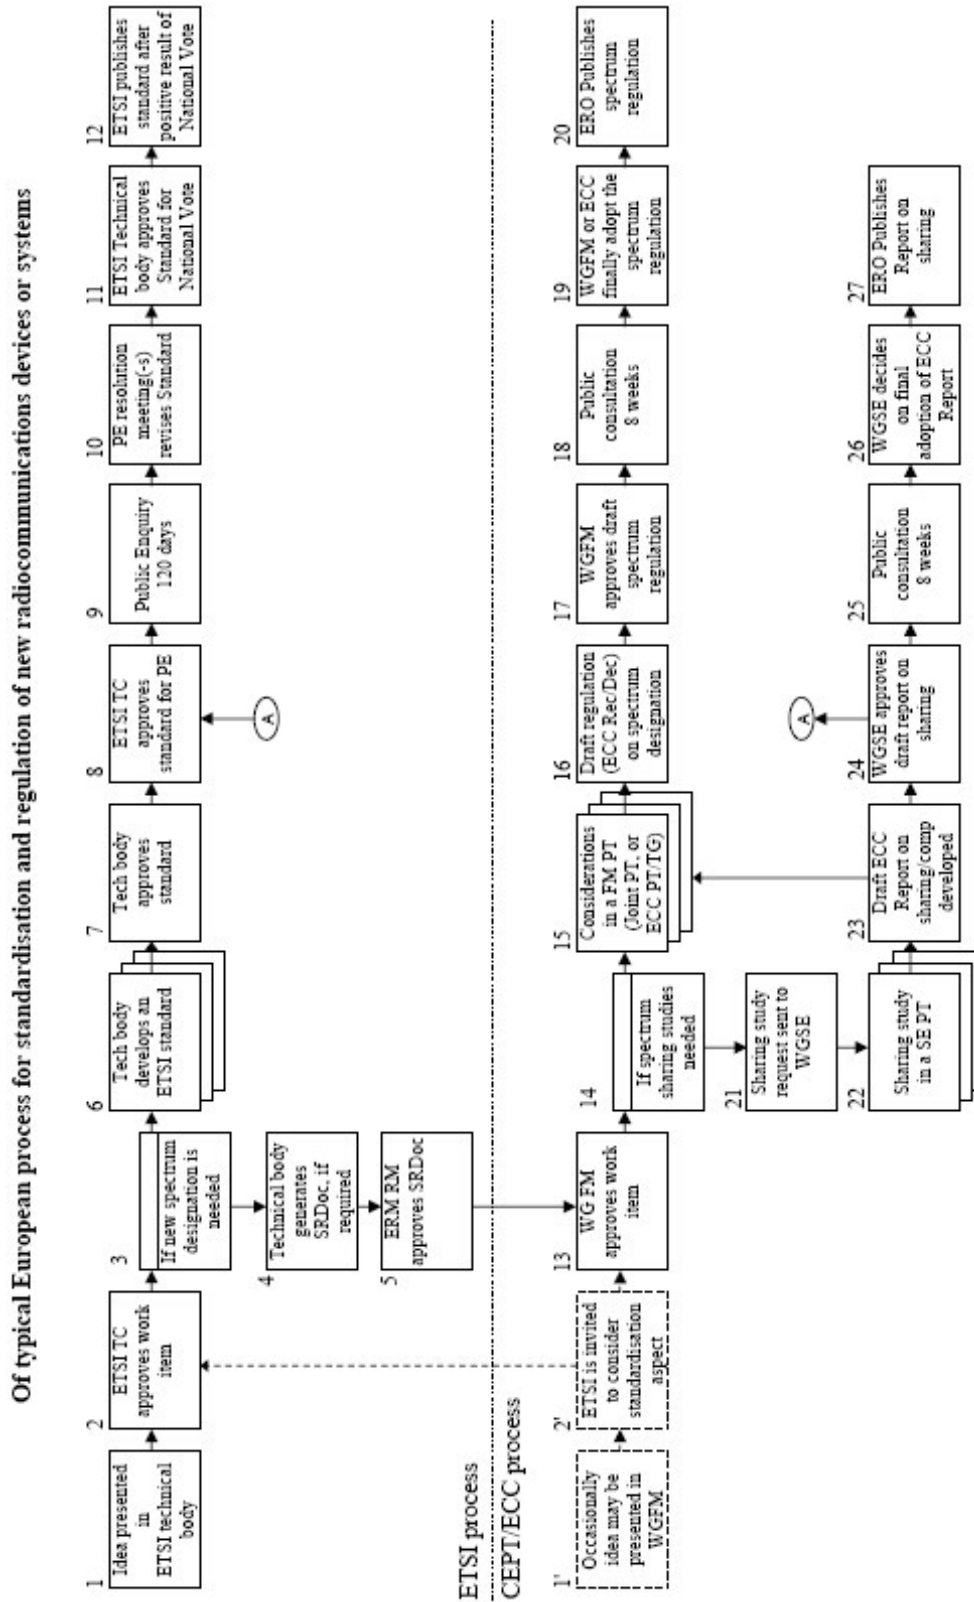 Of typical European process for standardisation and regulation of new radiocommunications devices or systems
1
Idea presented
in
ETSI technical
body
2
ETSI TC
approves work
item
3
If new spectrum
designation is
needed
4
Technical body
generates
SRDoc, if
required
5
ERM RM
approves SRDoc
6
Tech body
develops an
ETSI standard
7
Tech body
approves
standard
8
ETSI TC
approves
standard for PE
A
9
Public Enquiry
120 days
10
PE resolution
meeting(-s)
revises Standard
11
ETSI Technical
body approves
Standard for
National Vote
12
ETSI publishes
standard after
positive result of
National Vote
ETSI process
CEPT/ECC process
1'
Occasionally
idea may be
presented in
WGFM
2'
ETSI is invited
to consider
standardisation
aspect
13
WG FM
approves work
item
14
If spectrum
sharing studies
needed
15
Considerations
in a FM PT
(Joint PT, or
ECC PT/TG)
16
Draft regulation
(ECC Rec/Dec)
on spectrum
designation
17
WGFM
approves draft
spectrum
regulation
18
Public
consultation
8 weeks
19
WGFM or ECC
finally adopt the
spectrum
regulation
20
ERO Publishes
spectrum
regulation
21
Sharing study
request sent to
WGSE
22
Sharing study
in a SE PT
23
Draft ECC
Report on
sharing/comp
developed
24
WGSE approves
draft report on
sharing
A
25
Public
consultation
8 weeks
26
WGSE decides
on final
adoption of ECC
Report
27
ERO Publishes
Report on
sharing